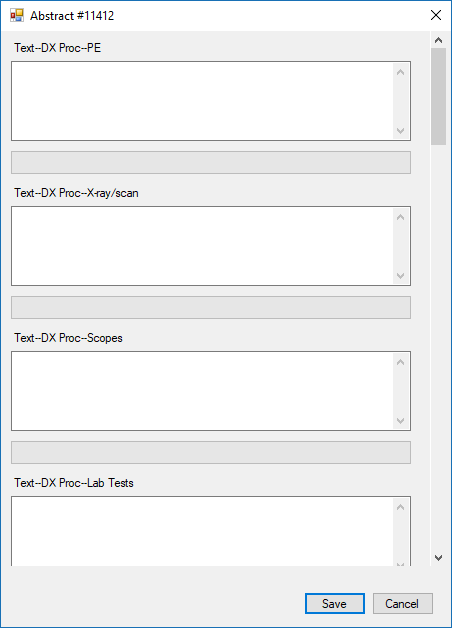 Abstract #11412
Text--DX Proc--PE
Text--DX Proc--X-ray/scan
Text--DX Proc--Scopes
Text--DX Proc--Lab Tests
Save Cancel